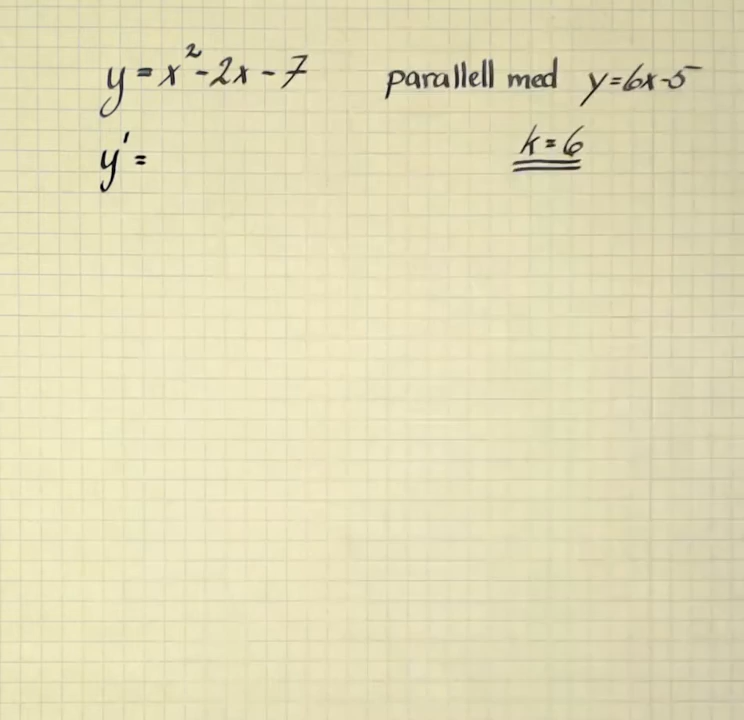 y = x² - 2x - 7 parallell med y = 6x - 5
y' = k = 6